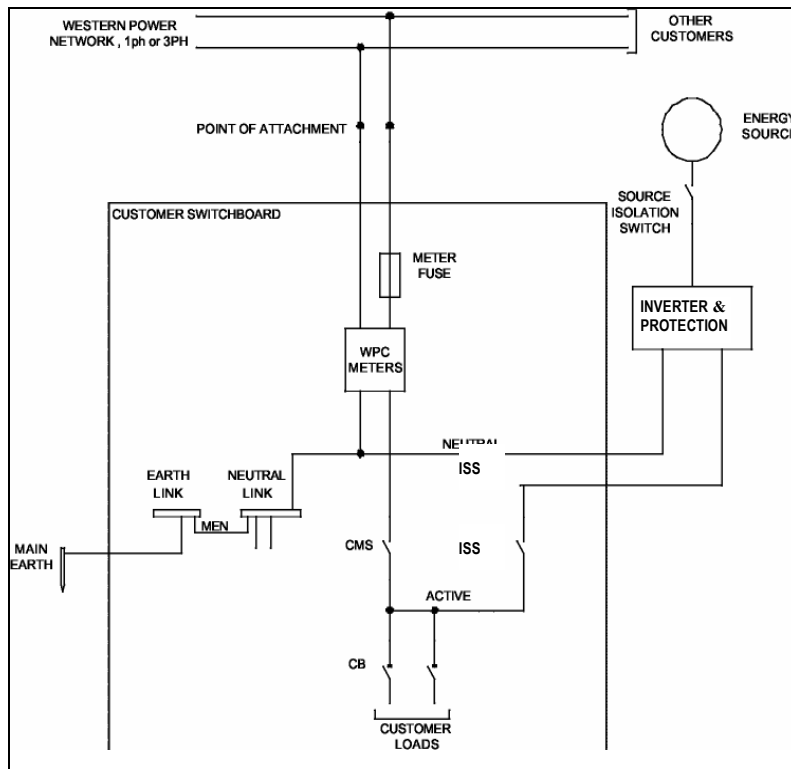 WESTERN POWER
NETWORK , 1ph or 3PH
OTHER
CUSTOMERS
POINT OF ATTACHMENT
ENERGY
SOURCE
CUSTOMER SWITCHBOARD
SOURCE
ISOLATION
SWITCH
METER
FUSE
INVERTER &
PROTECTION
WPC
METERS
NEUTRAL
ISS
EARTH
LINK
NEUTRAL
LINK
MEN
MAIN
EARTH
CMS
ISS
ACTIVE
CB
CUSTOMER
LOADS